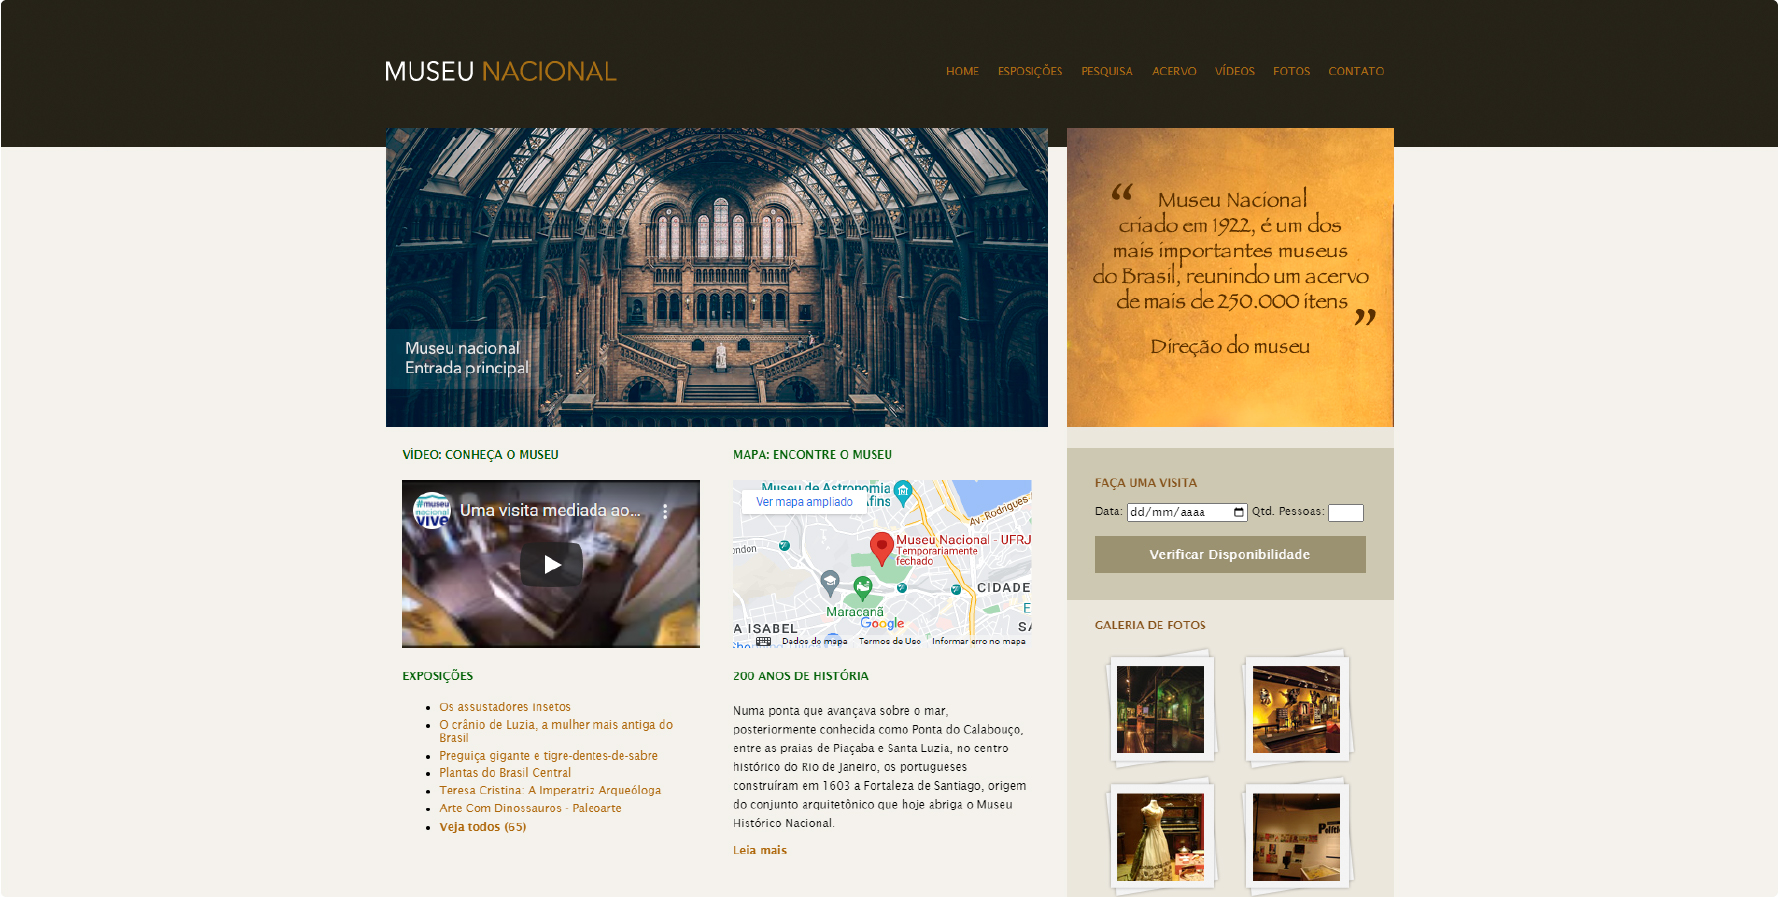 MUSEU NACIONAL
HOME ESPOSIÇÕES PESQUISA ACERVO VÍDEOS FOTOS CONTATO
Museu nacional
Entrada principal
“ Museu Nacional
criado em 1922, é um dos
mais importantes museus
do Brasil, reunindo um acervo
de mais de 250.000 ítens ”
Direção do museu
VÍDEO: CONHEÇA O MUSEU
#museu
nacional
vive
Uma visita mediada ao...
MAPA: ENCONTRE O MUSEU
Museu de Astronomia
fins
Ver mapa ampliado
Av. Rodrigues
ondon
Museu Nacional - UFRJ
Temporariamente
fechado
CIDADE
Maracanã
Google
A ISABEL
Dados do mapa Termos de Uso Informar erro no mapa
FAÇA UMA VISITA
Data: dd/mm/aaaa Qtd. Pessoas:
Verificar Disponibilidade
EXPOSIÇÕES
Os assustadores Insetos
O crânio de Luzia, a mulher mais antiga do
Brasil
Preguiça gigante e tigre-dentes-de-sabre
Plantas do Brasil Central
Teresa Cristina: A Imperatriz Arqueóloga
Arte Com Dinossauros - Paleoarte
Veja todos (65)
200 ANOS DE HISTÓRIA
Numa ponta que avançava sobre o mar,
posteriormente conhecida como Ponta do Calabouço,
entre as praias de Piaçaba e Santa Luzia, no centro
histórico do Rio de Janeiro, os portugueses
construíram em 1603 a Fortaleza de Santiago, origem
do conjunto arquitetônico que hoje abriga o Museu
Histórico Nacional.
Leia mais
GALERIA DE FOTOS